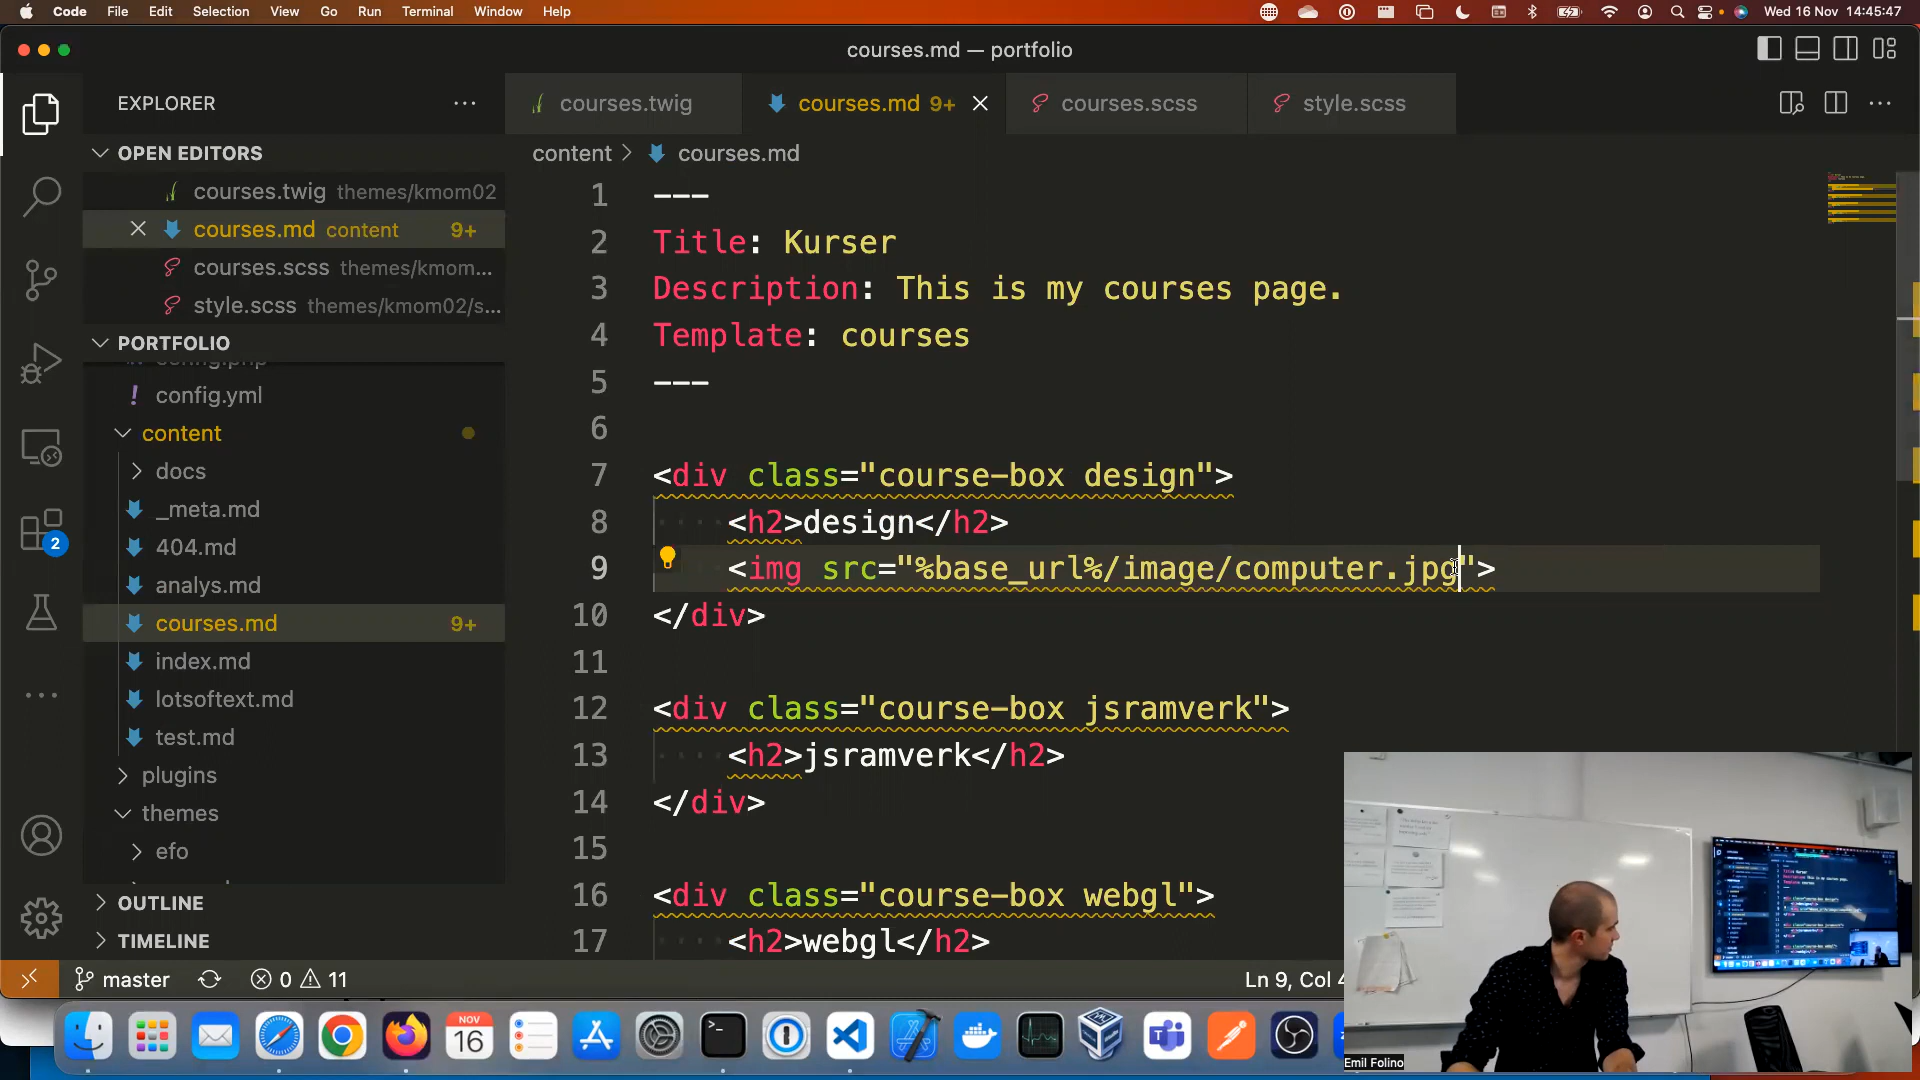 Code File Edit Selection View Go Run Terminal Window Help Wed 16 Nov 14:45:47
courses.md — portfolio
EXPLORER
courses.twig
courses.md 9+
courses.scss
style.scss
OPEN EDITORS
courses.twig themes/kmom02
courses.md content 9+
courses.scss themes/kmom...
style.scss themes/kmom02/s...
PORTFOLIO
config.php
! config.yml
content
docs
_meta.md
404.md
analys.md
courses.md 9+
index.md
lotsoftext.md
test.md
plugins
themes
efo
OUTLINE
TIMELINE
2
content > courses.md
1 ---
2 Title: Kurser
3 Description: This is my courses page.
4 Template: courses
5 ---
6
7 <div class="course-box design">
8 <h2>design</h2>
9 <img src="%base_url%/image/computer.jpg">
10 </div>
11
12 <div class="course-box jsramverk">
13 <h2>jsramverk</h2>
14 </div>
15
16 <div class="course-box webgl">
17 <h2>webgl</h2>
master 0 11 Ln 9, Col
NOV
16
Emil Folino